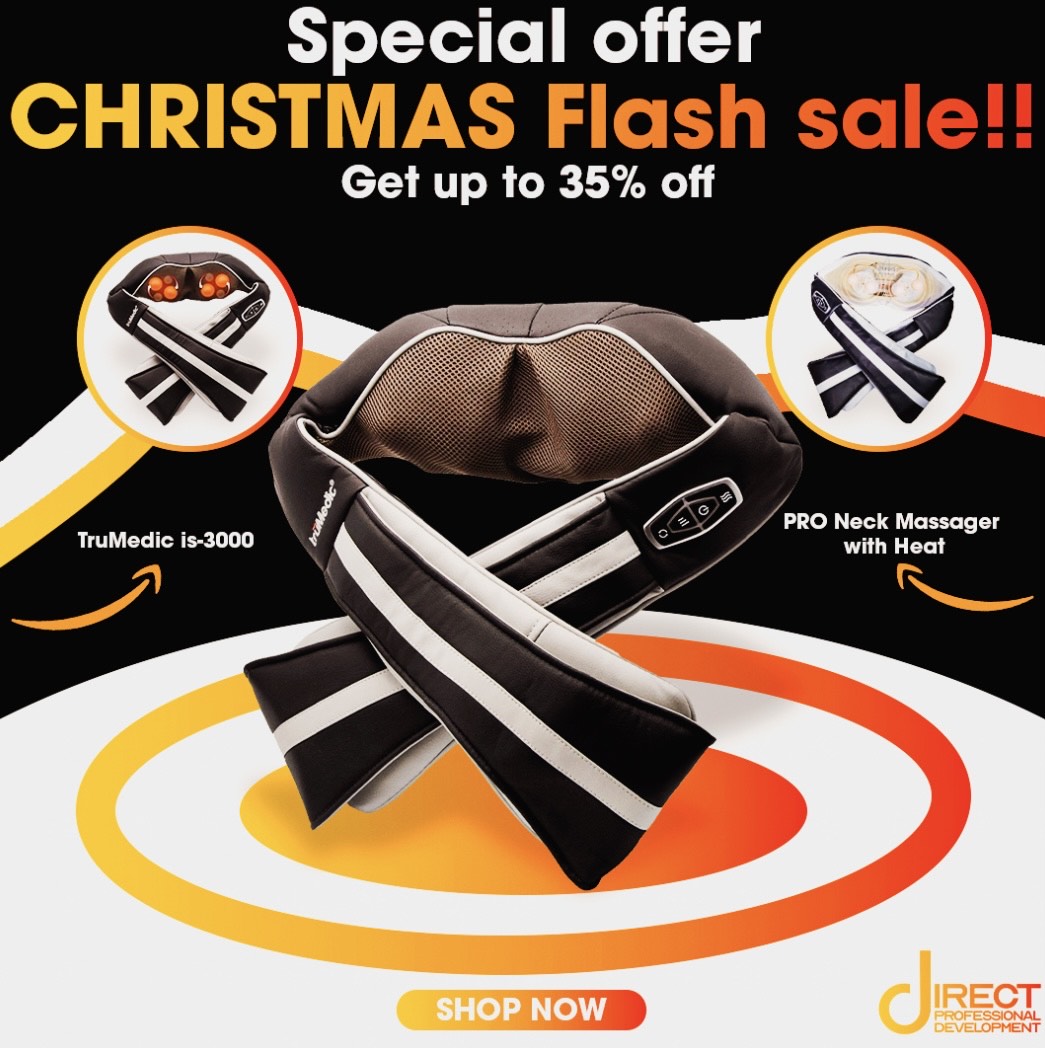 Special offer
CHRISTMAS Flash sale!!
Get up to 35% off
TruMedic is-3000
PRO Neck Massager
with Heat
truMedic®
SHOP NOW
dIRECT
PROFESSIONAL
DEVELOPMENT